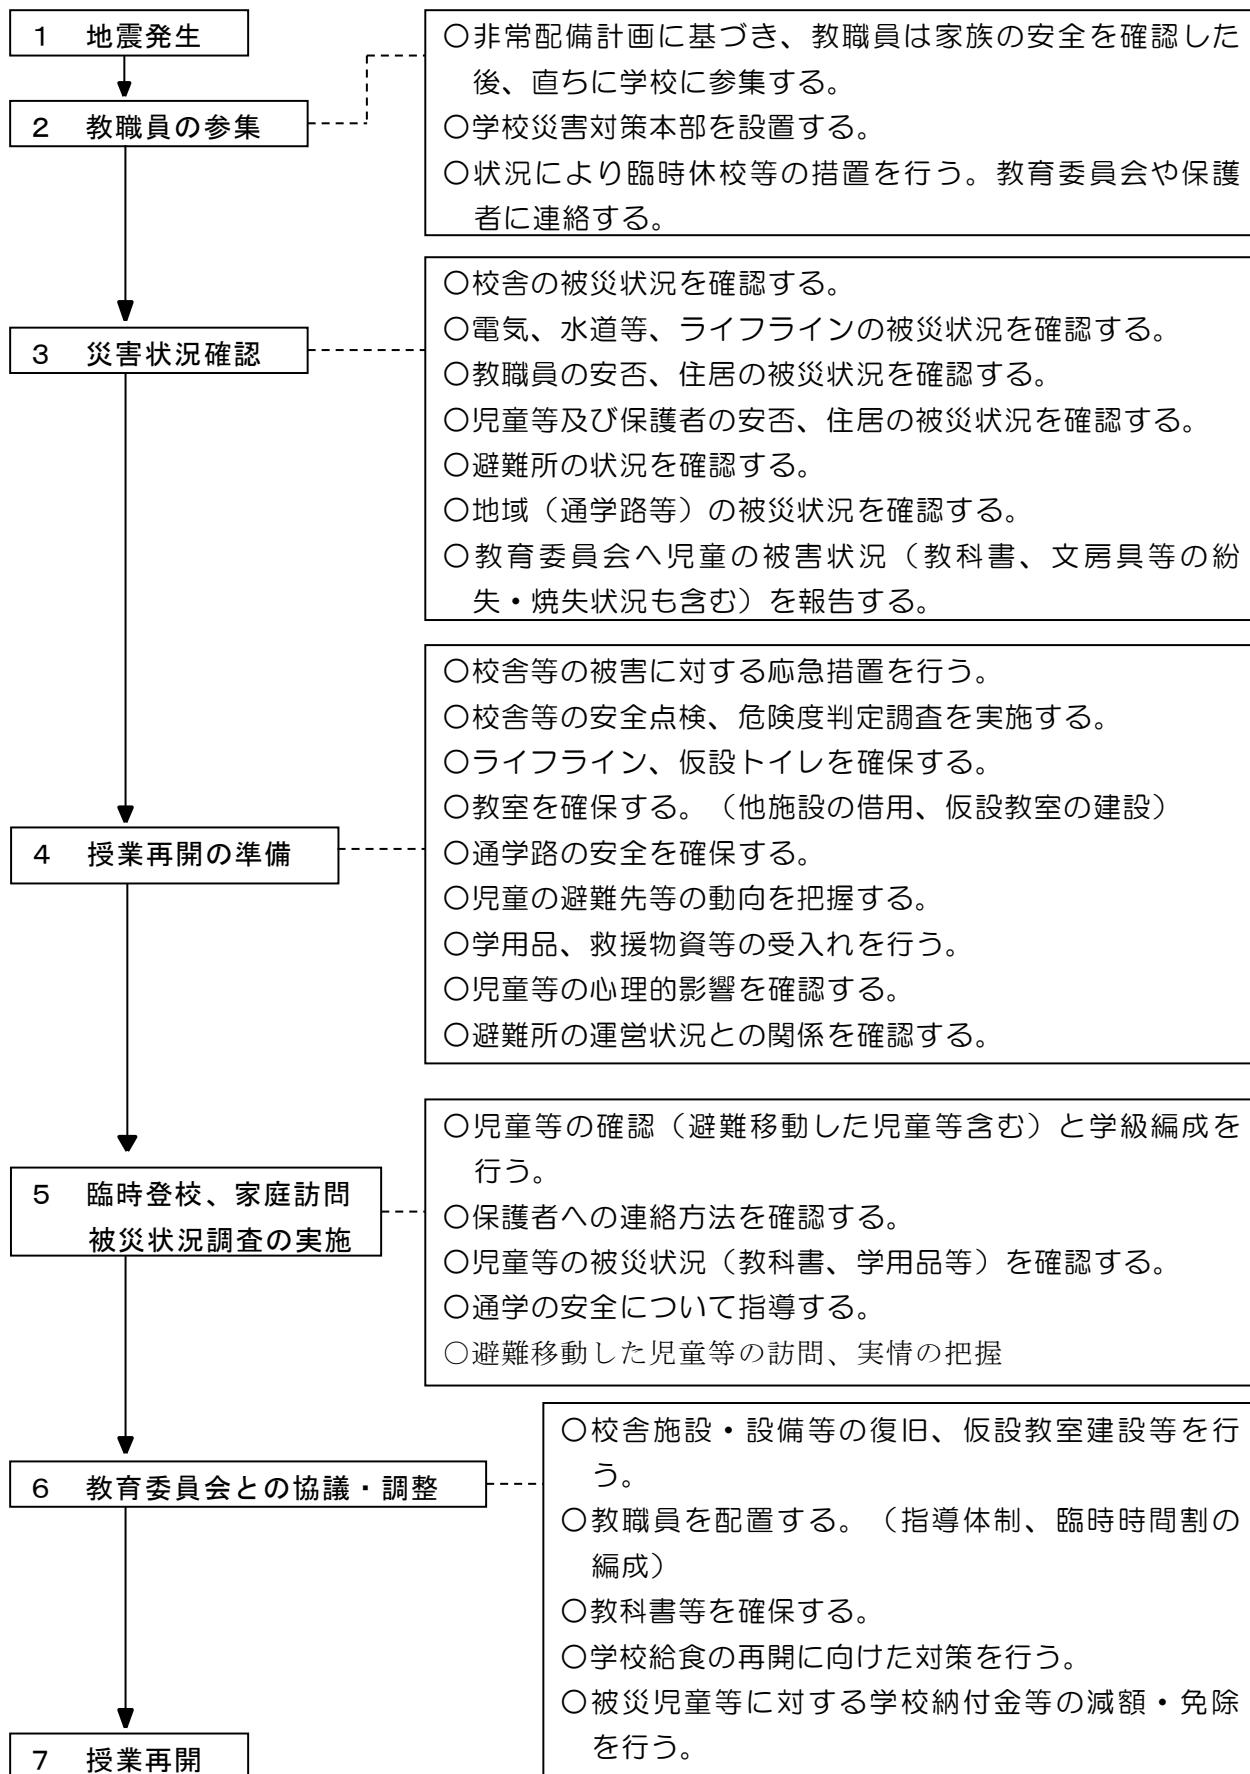 １　地震発生
２　教職員の参集
○非常配備計画に基づき、教職員は家族の安全を確認した
後、直ちに学校に参集する。
○学校災害対策本部を設置する。
○状況により臨時休校等の措置を行う。教育委員会や保護
者に連絡する。
３　災害状況確認
○校舎の被災状況を確認する。
○電気、水道等、ライフラインの被災状況を確認する。
○教職員の安否、住居の被災状況を確認する。
○児童等及び保護者の安否、住居の被災状況を確認する。
○避難所の状況を確認する。
○地域（通学路等）の被災状況を確認する。
○教育委員会へ児童の被害状況（教科書、文房具等の紛
失・焼失状況も含む）を報告する。
４　授業再開の準備
○校舎等の被害に対する応急措置を行う。
○校舎等の安全点検、危険度判定調査を実施する。
○ライフライン、仮設トイレを確保する。
○教室を確保する。（他施設の借用、仮設教室の建設）
○通学路の安全を確保する。
○児童の避難先等の動向を把握する。
○学用品、救援物資等の受入れを行う。
○児童等の心理的影響を確認する。
○避難所の運営状況との関係を確認する。
５　臨時登校、家庭訪問
被災状況調査の実施
○児童等の確認（避難移動した児童等含む）と学級編成を
行う。
○保護者への連絡方法を確認する。
○児童等の被災状況（教科書、学用品等）を確認する。
○通学の安全について指導する。
○避難移動した児童等の訪問、実情の把握
６　教育委員会との協議・調整
○校舎施設・設備等の復旧、仮設教室建設等を行
う。
○教職員を配置する。（指導体制、臨時時間割の
編成）
○教科書等を確保する。
○学校給食の再開に向けた対策を行う。
○被災児童等に対する学校納付金等の減額・免除
を行う。
７　授業再開